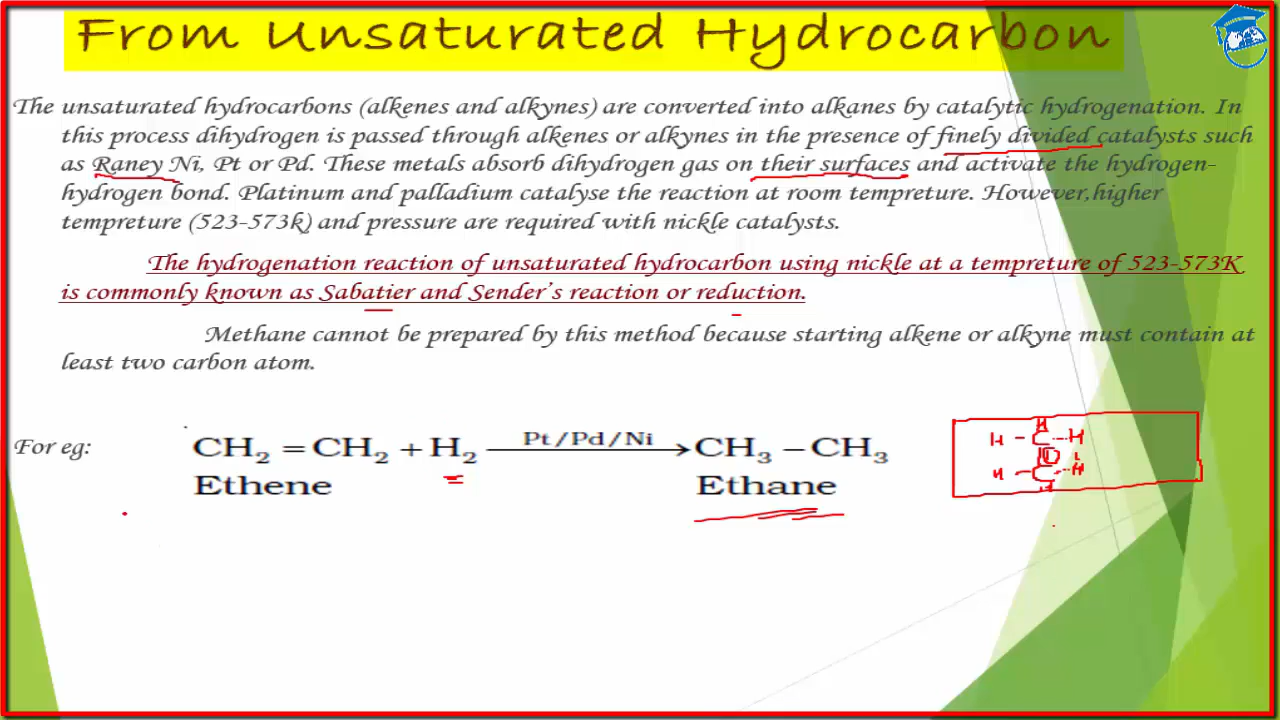 From Unsaturated Hydrocarbon
The unsaturated hydrocarbons (alkenes and alkynes) are converted into alkanes by catalytic hydrogenation. In
this process dihydrogen is passed through alkenes or alkynes in the presence of finely divided catalysts such
as Raney Ni, Pt or Pd. These metals absorb dihydrogen gas on their surfaces and activate the hydrogen-
hydrogen bond. Platinum and palladium catalyse the reaction at room tempreture. However,higher
tempreture (523-573k) and pressure are required with nickle catalysts.
The hydrogenation reaction of unsaturated hydrocarbon using nickle at a tempreture of 523-573K
is commonly known as Sabatier and Sender's reaction or reduction.
Methane cannot be prepared by this method because starting alkene or alkyne must contain at
least two carbon atom.
For eg:
Pt/Pd/Ni
CH₂ = CH₂ + H₂ → CH₃ – CH₃
Ethene Ethane
H
H – C -- H
H – C -- H
H